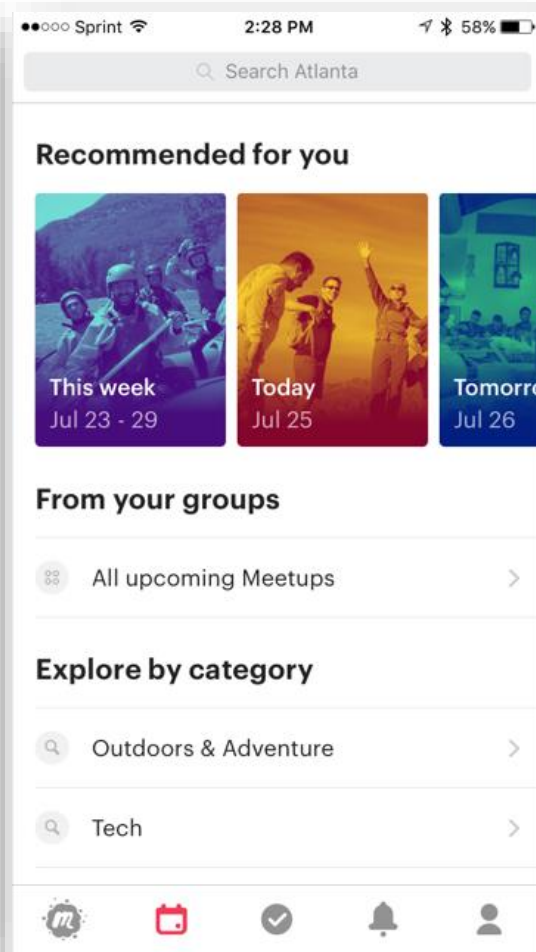 Sprint 2:28 PM 58%
Search Atlanta
Recommended for you
This week Today Tomorro
Jul 23 - 29 Jul 25 Jul 26
From your groups
All upcoming Meetups
Explore by category
Outdoors & Adventure
Tech
m